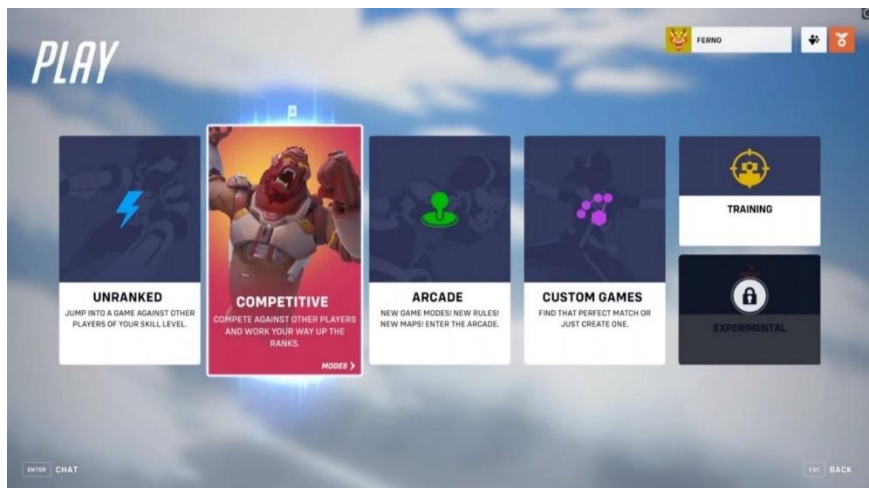 PLAY
FERNO
UNRANKED
JUMP INTO A GAME AGAINST OTHER
PLAYERS OF YOUR SKILL LEVEL.
COMPETITIVE
COMPETE AGAINST OTHER PLAYERS
AND WORK YOUR WAY UP THE
RANKS.
MODES
ARCADE
NEW GAME MODES! NEW RULES!
NEW MAPS! ENTER THE ARCADE.
CUSTOM GAMES
FIND THAT PERFECT MATCH OR
JUST CREATE ONE.
TRAINING
EXPERIMENTAL
ENTER CHAT
ESC BACK